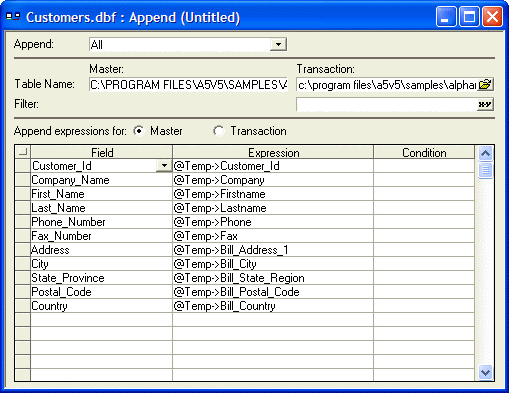 Customers.dbf : Append (Untitled)
Append: All
Master: Transaction:
Table Name: C:\PROGRAM FILES\A5V5\SAMPLES\ c:\program files\a5v5\samples\alphar
Filter: x-y
Append expressions for: Master Transaction
Field Expression Condition
Customer_Id @Temp->Customer_Id
Company_Name @Temp->Company
First_Name @Temp->Firstname
Last_Name @Temp->Lastname
Phone_Number @Temp->Phone
Fax_Number @Temp->Fax
Address @Temp->Bill_Address_1
City @Temp->Bill_City
State_Province @Temp->Bill_State_Region
Postal_Code @Temp->Bill_Postal_Code
Country @Temp->Bill_Country